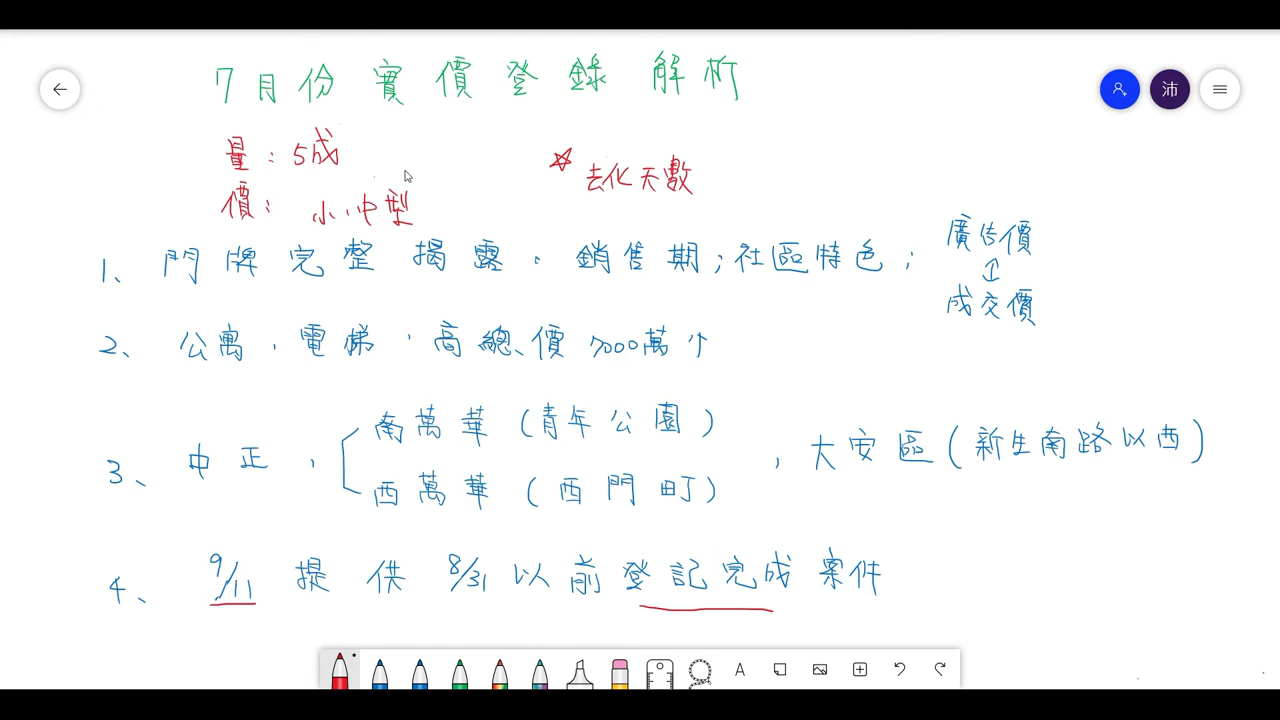 7月份實價登錄解析
沛
量：5成
☆去化天數
價：小、中型
1、門牌完整揭露、銷售期；社區特色；廣告價↕成交價
2、公寓、電梯、高總價7000萬↑
3、中正、南萬華（青年公園）西萬華（西門町）、大安區（新生南路以西）
4、9/11提供8/31以前登記完成案件
A